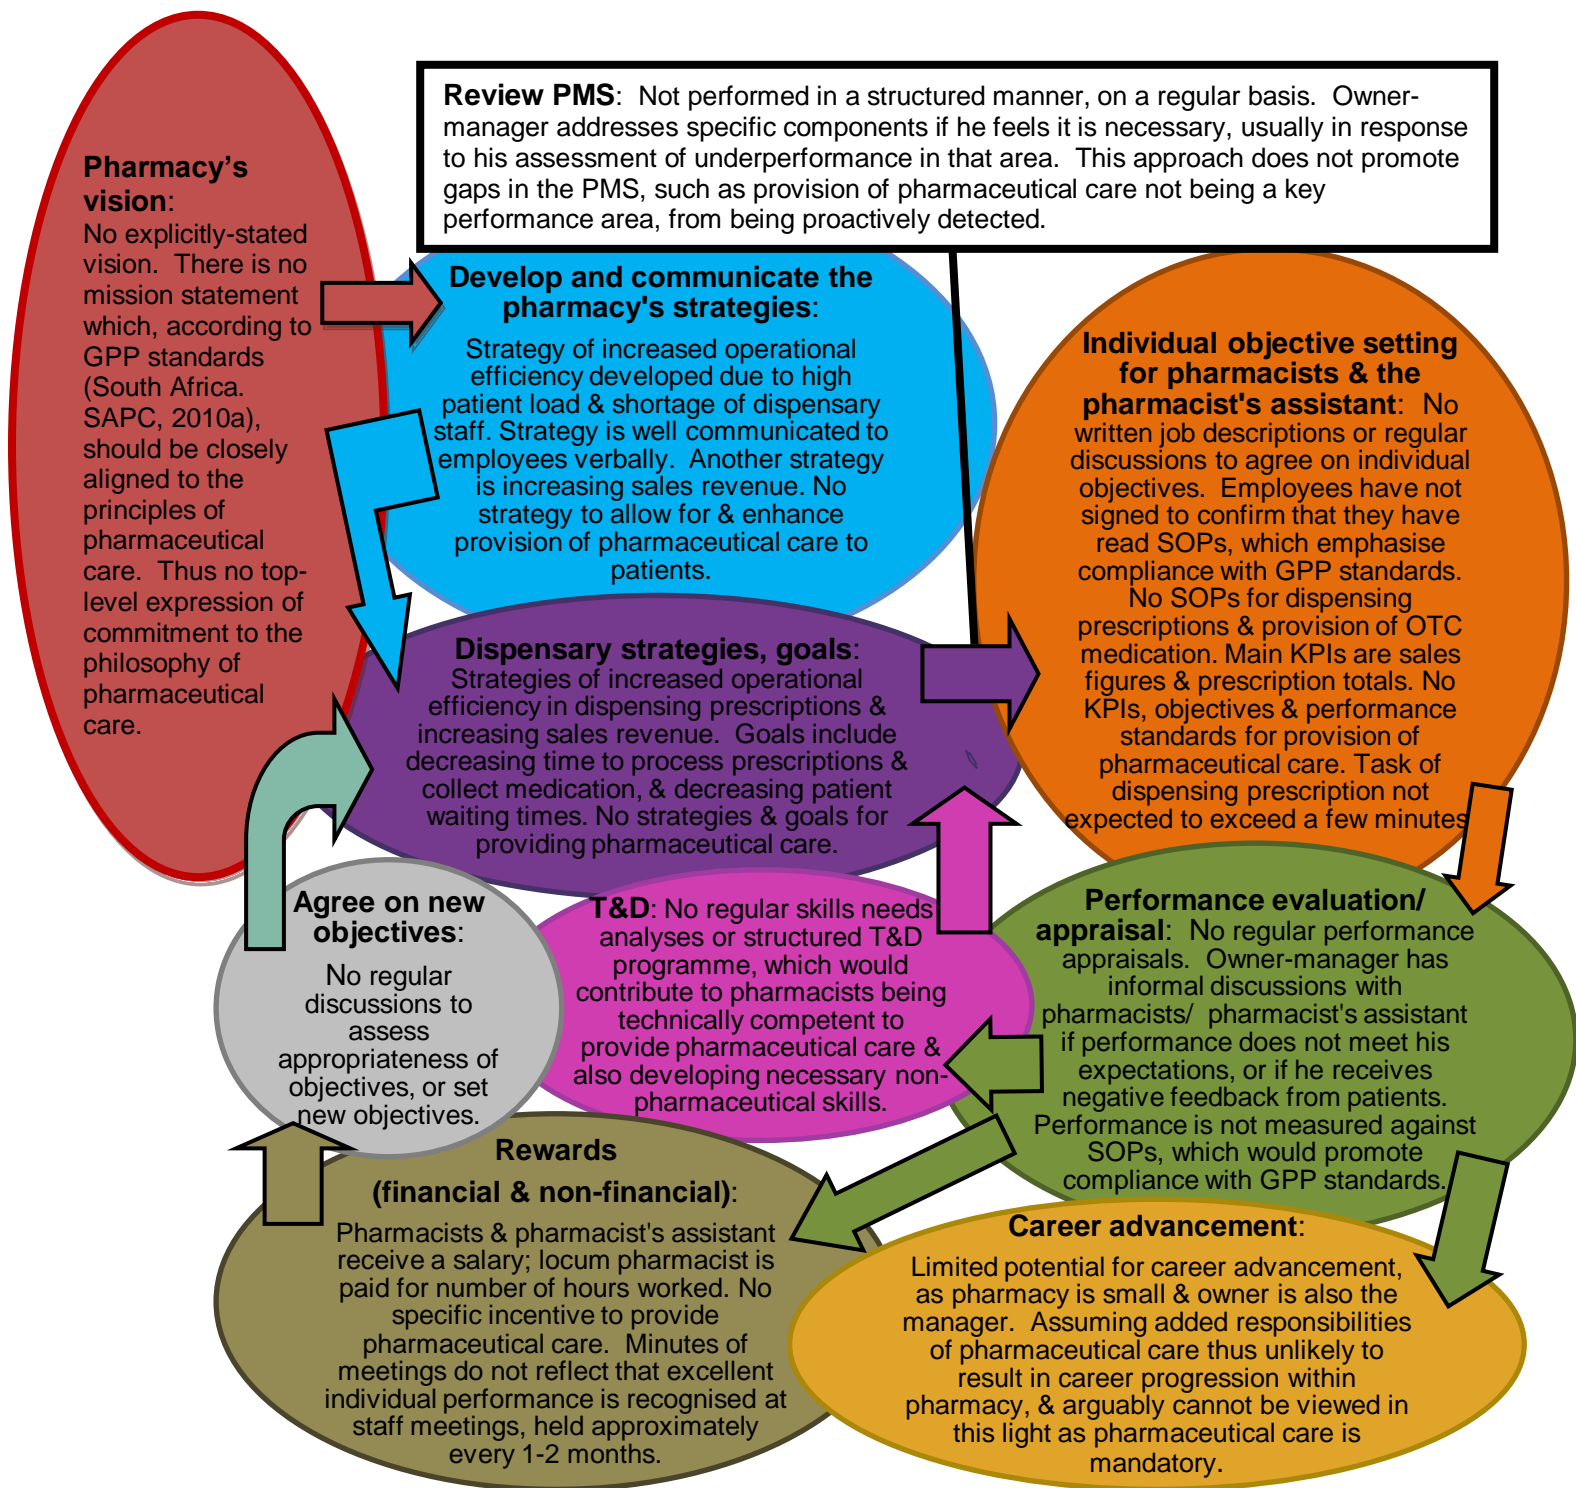 Review PMS: Not performed in a structured manner, on a regular basis. Owner-
manager addresses specific components if he feels it is necessary, usually in response
to his assessment of underperformance in that area. This approach does not promote
gaps in the PMS, such as provision of pharmaceutical care not being a key
performance area, from being proactively detected.
Pharmacy’s
vision:
No explicitly-stated
vision. There is no
mission statement
which, according to
GPP standards
(South Africa.
SAPC, 2010a),
should be closely
aligned to the
principles of
pharmaceutical
care. Thus no top-
level expression of
commitment to the
philosophy of
pharmaceutical
care.
Develop and communicate the
pharmacy's strategies:
Strategy of increased operational
efficiency developed due to high
patient load & shortage of dispensary
staff. Strategy is well communicated to
employees verbally. Another strategy
is increasing sales revenue. No
strategy to allow for & enhance
provision of pharmaceutical care to
patients.
Individual objective setting
for pharmacists & the
pharmacist's assistant: No
written job descriptions or regular
discussions to agree on individual
objectives. Employees have not
signed to confirm that they have
read SOPs, which emphasise
compliance with GPP standards.
No SOPs for dispensing
prescriptions & provision of OTC
medication. Main KPIs are sales
figures & prescription totals. No
KPIs, objectives & performance
standards for provision of
pharmaceutical care. Task of
dispensing prescription not
expected to exceed a few minutes
Dispensary strategies, goals:
Strategies of increased operational
efficiency in dispensing prescriptions &
increasing sales revenue. Goals include
decreasing time to process prescriptions &
collect medication, & decreasing patient
waiting times. No strategies & goals for
providing pharmaceutical care.
Agree on new
objectives:
No regular
discussions to
assess
appropriateness of
objectives, or set
new objectives.
T&D: No regular skills needs
analyses or structured T&D
programme, which would
contribute to pharmacists being
technically competent to
provide pharmaceutical care &
also developing necessary non-
pharmaceutical skills.
Performance evaluation/
appraisal: No regular performance
appraisals. Owner-manager has
informal discussions with
pharmacists/ pharmacist's assistant
if performance does not meet his
expectations, or if he receives
negative feedback from patients.
Performance is not measured against
SOPs, which would promote
compliance with GPP standards.
Rewards
(financial & non-financial):
Pharmacists & pharmacist's assistant
receive a salary; locum pharmacist is
paid for number of hours worked. No
specific incentive to provide
pharmaceutical care. Minutes of
meetings do not reflect that excellent
individual performance is recognised at
staff meetings, held approximately
every 1-2 months.
Career advancement:
Limited potential for career advancement,
as pharmacy is small & owner is also the
manager. Assuming added responsibilities
of pharmaceutical care thus unlikely to
result in career progression within
pharmacy, & arguably cannot be viewed in
this light as pharmaceutical care is
mandatory.